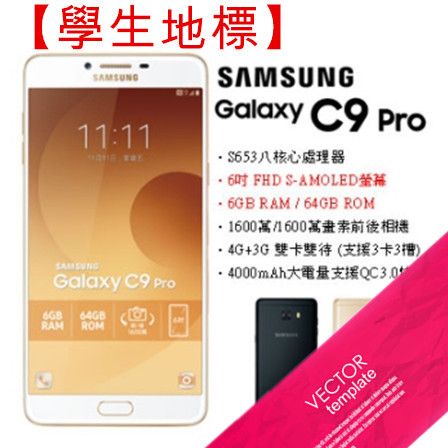 【學生地標】
SAMSUNG
Galaxy C9 Pro
SAMSUNG
11:11
SAMSUNG
Galaxy C9 Pro
6GB RAM
64GB ROM
6吋
· S653八核心處理器
· 6吋 FHD S-AMOLED螢幕
· 6GB RAM / 64GB ROM
· 1600萬/1600萬畫素前後相機
· 4G+3G 雙卡雙待 (支援3卡3槽)
· 4000mAh大電量支援QC3.0
SAMSUNG
VECTOR
template